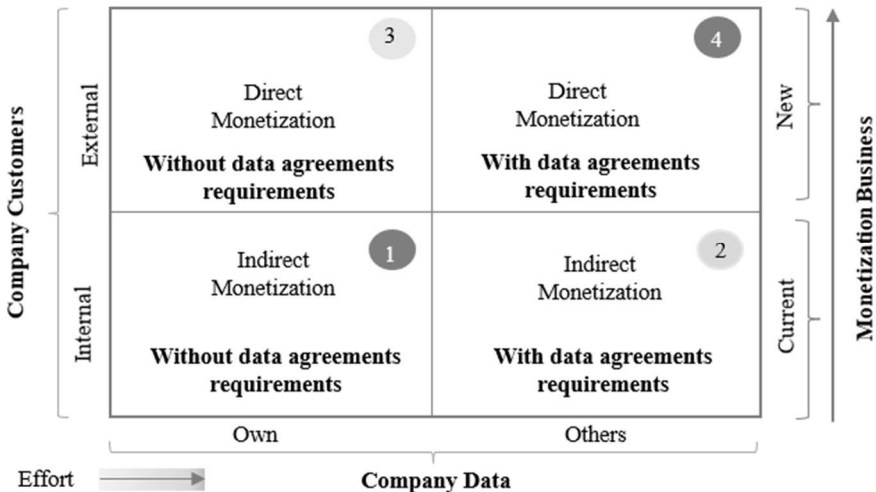 3
Direct
Monetization
Without data agreements
requirements
4
Direct
Monetization
With data agreements
requirements
1
Indirect
Monetization
Without data agreements
requirements
2
Indirect
Monetization
With data agreements
requirements
Company Customers
External
Internal
New
Current
Monetization Business
Own
Others
Company Data
Effort